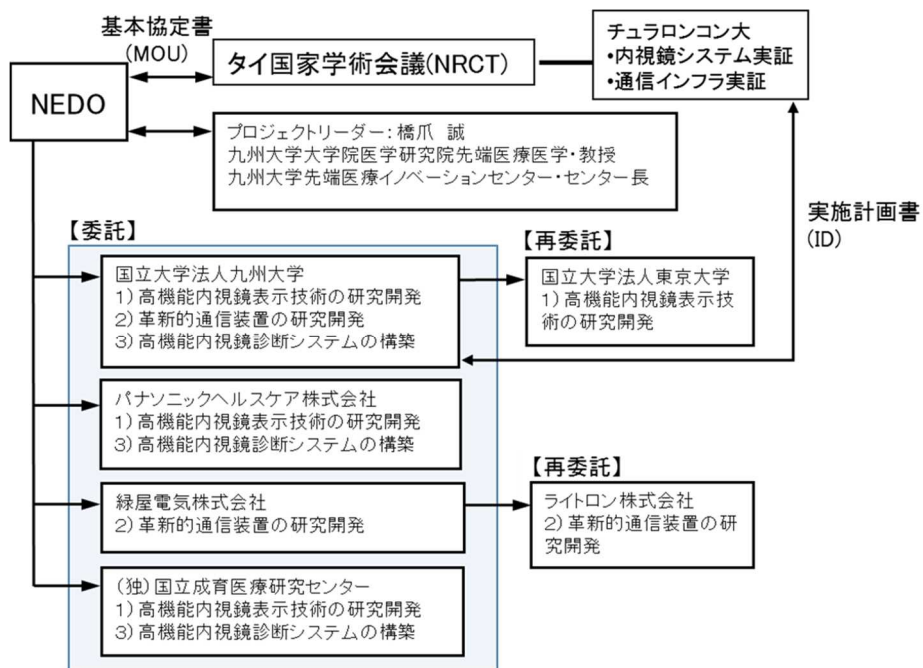 基本協定書
(MOU)
タイ国家学術会議(NRCT)
チュラロンコン大
•内視鏡システム実証
•通信インフラ実証
NEDO
プロジェクトリーダー：橋爪 誠
九州大学大学院医学研究院先端医療医学・教授
九州大学先端医療イノベーションセンター・センター長
実施計画書
(ID)
【委託】
国立大学法人九州大学
1）高機能内視鏡表示技術の研究開発
2）革新的通信装置の研究開発
3）高機能内視鏡診断システムの構築
【再委託】
国立大学法人東京大学
1）高機能内視鏡表示技
術の研究開発
パナソニックヘルスケア株式会社
1）高機能内視鏡表示技術の研究開発
3）高機能内視鏡診断システムの構築
緑屋電気株式会社
2）革新的通信装置の研究開発
【再委託】
ライトロン株式会社
2）革新的通信装置の研
究開発
（独）国立成育医療研究センター
1）高機能内視鏡表示技術の研究開発
3）高機能内視鏡診断システムの構築